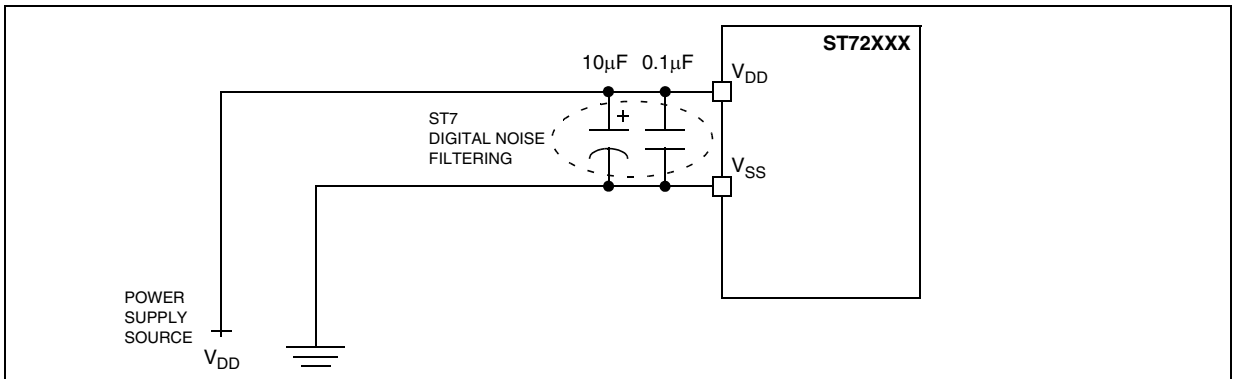 ST72XXX
10μF 0.1μF
VDD
+
ST7
DIGITAL NOISE
FILTERING
VSS
POWER
SUPPLY
SOURCE
VDD